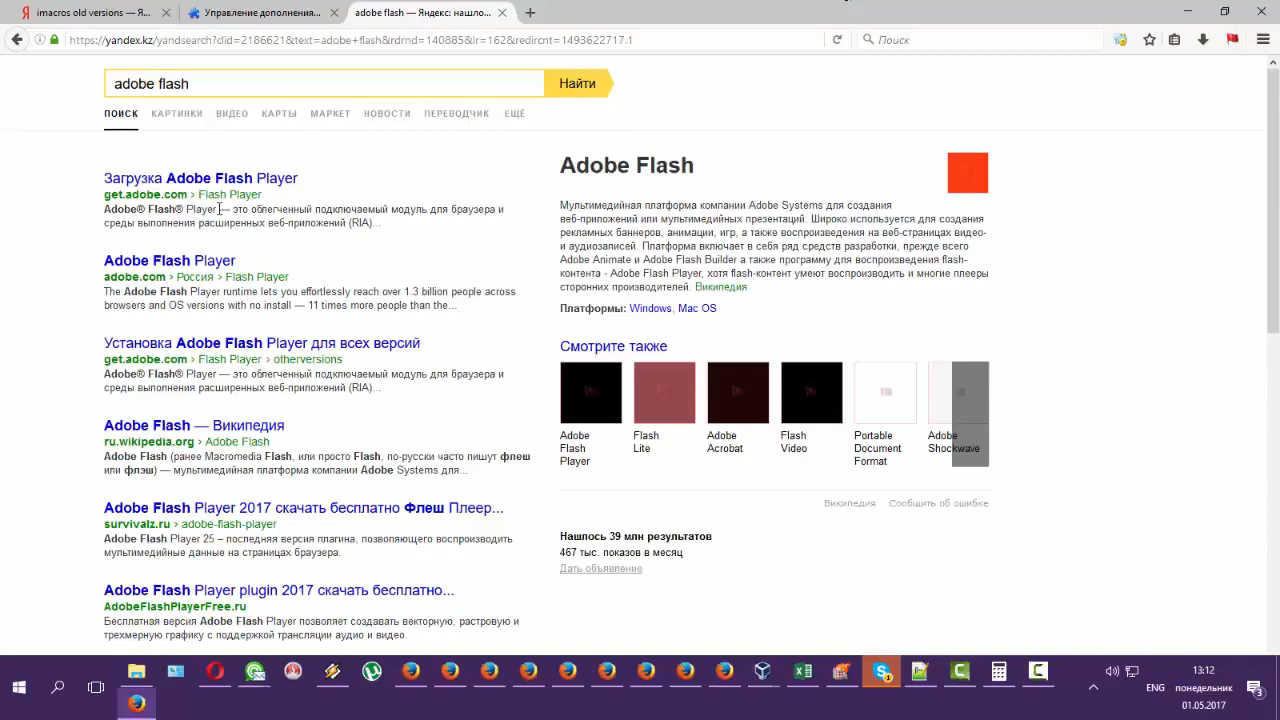 imacros old versions — Я...
Управление дополнения...
adobe flash — Яндекс: нашло...
https://yandex.kz/yandsearch?clid=2186621&text=adobe+flash&rdrnd=140885&lr=162&redircnt=1493622717.1
Поиск
adobe flash
Найти
ПОИСК КАРТИНКИ ВИДЕО КАРТЫ МАРКЕТ НОВОСТИ ПЕРЕВОДЧИК ЕЩЁ
Загрузка Adobe Flash Player
get.adobe.com › Flash Player
Adobe® Flash® Player — это облегченный подключаемый модуль для браузера и
среды выполнения расширенных веб-приложений (RIA)...
Adobe Flash Player
adobe.com › Россия › Flash Player
The Adobe Flash Player runtime lets you effortlessly reach over 1.3 billion people across
browsers and OS versions with no install — 11 times more people than the...
Установка Adobe Flash Player для всех версий
get.adobe.com › Flash Player › otherversions
Adobe® Flash® Player — это облегченный подключаемый модуль для браузера и
среды выполнения расширенных веб-приложений (RIA)...
Adobe Flash — Википедия
ru.wikipedia.org › Adobe Flash
Adobe Flash (ранее Macromedia Flash, или просто Flash, по-русски часто пишут флеш
или флэш) — мультимедийная платформа компании Adobe Systems для...
Adobe Flash Player 2017 скачать бесплатно Флеш Плеер...
survivalz.ru › adobe-flash-player
Adobe Flash Player 25 – последняя версия плагина, позволяющего воспроизводить
мультимедийные данные на страницах браузера.
Adobe Flash Player plugin 2017 скачать бесплатно...
AdobeFlashPlayerFree.ru
Бесплатная версия Adobe Flash Player позволяет создавать векторную, растровую и
трехмерную графику с поддержкой трансляции аудио и видео.
Adobe Flash
Мультимедийная платформа компании Adobe Systems для создания
веб-приложений или мультимедийных презентаций. Широко используется для создания
рекламных баннеров, анимации, игр, а также воспроизведения на веб-страницах видео-
и аудиозаписей. Платформа включает в себя ряд средств разработки, прежде всего
Adobe Animate и Adobe Flash Builder а также программу для воспроизведения flash-
контента - Adobe Flash Player, хотя flash-контент умеют воспроизводить и многие плееры
сторонних производителей. Википедия
Платформы: Windows, Mac OS
Смотрите также
Adobe Flash Player
Flash Lite
Adobe Acrobat
Flash Video
Portable Document Format
Adobe Shockwave
Википедия Сообщить об ошибке
Нашлось 39 млн результатов
467 тыс. показов в месяц
Дать объявление
1
ENG
13:12
понедельник
01.05.2017
3